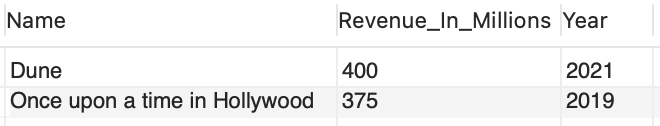 Name Revenue_In_Millions Year
Dune 400 2021
Once upon a time in Hollywood 375 2019